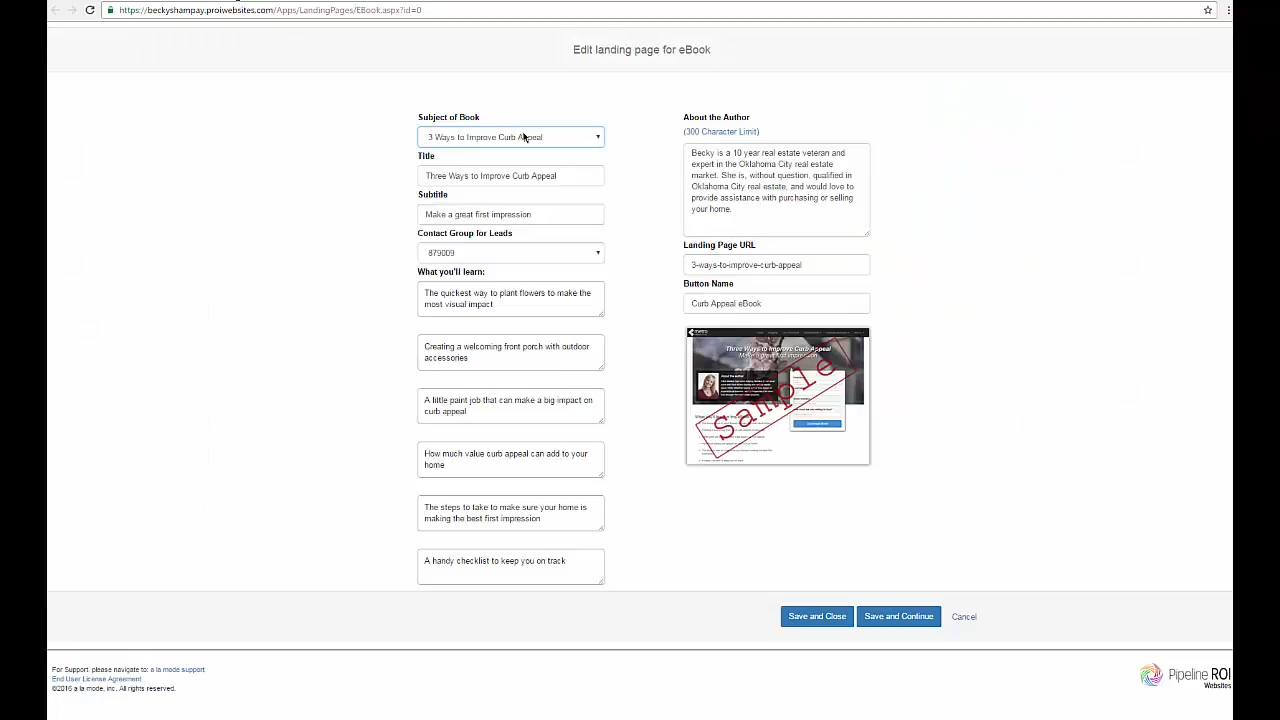 https://beckyshampay.proiwebsites.com/Apps/LandingPages/EBook.aspx?id=0
Edit landing page for eBook
Subject of Book
3 Ways to Improve Curb Appeal
Title
Three Ways to Improve Curb Appeal
Subtitle
Make a great first impression
Contact Group for Leads
879009
What you'll learn:
The quickest way to plant flowers to make the
most visual impact
Creating a welcoming front porch with outdoor
accessories
A little paint job that can make a big impact on
curb appeal
How much value curb appeal can add to your
home
The steps to take to make sure your home is
making the best first impression
A handy checklist to keep you on track
About the Author
(300 Character Limit)
Becky is a 10 year real estate veteran and
expert in the Oklahoma City real estate
market. She is, without question, qualified in
Oklahoma City real estate, and would love to
provide assistance with purchasing or selling
your home.
Landing Page URL
3-ways-to-improve-curb-appeal
Button Name
Curb Appeal eBook
metro
Three Ways to Improve Curb Appeal
Make a great first impression
About the Author
Sample
Save and Close
Save and Continue
Cancel
For Support, please navigate to: a la mode support
End User License Agreement
©2016 a la mode, inc. All rights reserved.
Pipeline ROI
Websites